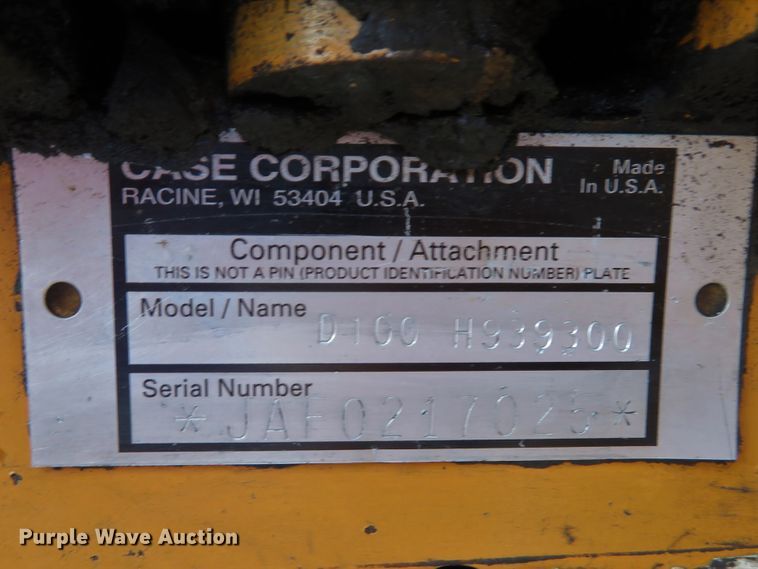 CASE CORPORATION
Made
In U.S.A.
RACINE, WI 53404 U.S.A.
Component / Attachment
THIS IS NOT A PIN (PRODUCT IDENTIFICATION NUMBER) PLATE
Model / Name
D100 H939300
Serial Number
*JAF0217025*
Purple Wave Auction